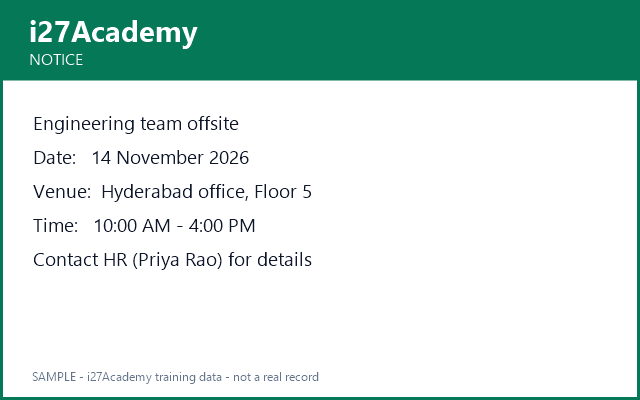 i27Academy
NOTICE
Engineering team offsite
Date: 14 November 2026
Venue: Hyderabad office, Floor 5
Time: 10:00 AM - 4:00 PM
Contact HR (Priya Rao) for details
SAMPLE - i27Academy training data - not a real record